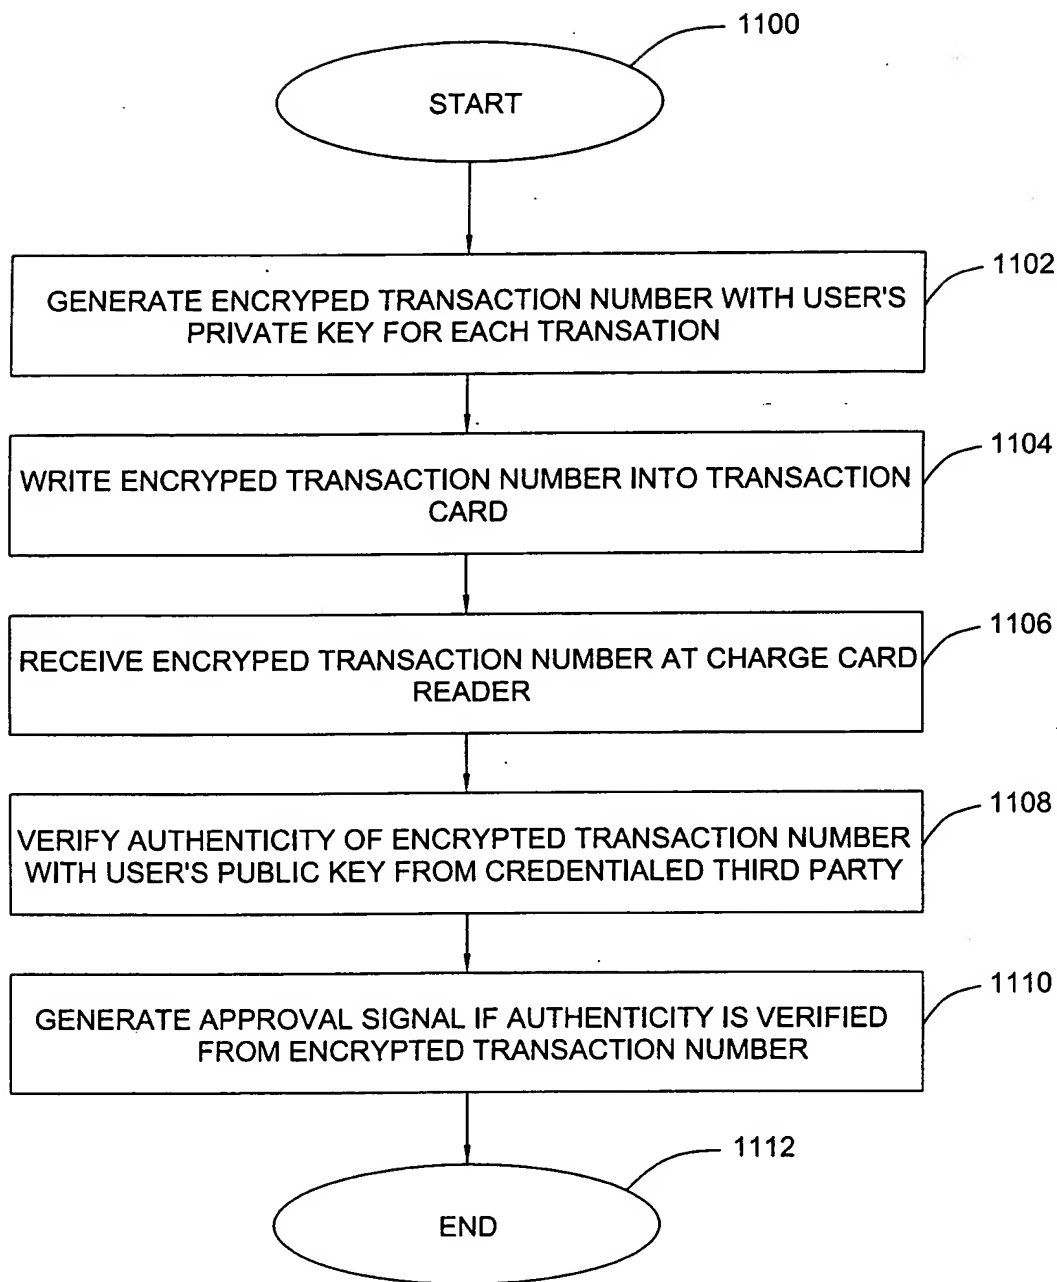 1100
START
1102
GENERATE ENCRYPED TRANSACTION NUMBER WITH USER'S
PRIVATE KEY FOR EACH TRANSATION
1104
WRITE ENCRYPED TRANSACTION NUMBER INTO TRANSACTION
CARD
1106
RECEIVE ENCRYPED TRANSACTION NUMBER AT CHARGE CARD
READER
1108
VERIFY AUTHENTICITY OF ENCRYPTED TRANSACTION NUMBER
WITH USER'S PUBLIC KEY FROM CREDENTIALED THIRD PARTY
1110
GENERATE APPROVAL SIGNAL IF AUTHENTICITY IS VERIFIED
FROM ENCRYPTED TRANSACTION NUMBER
1112
END